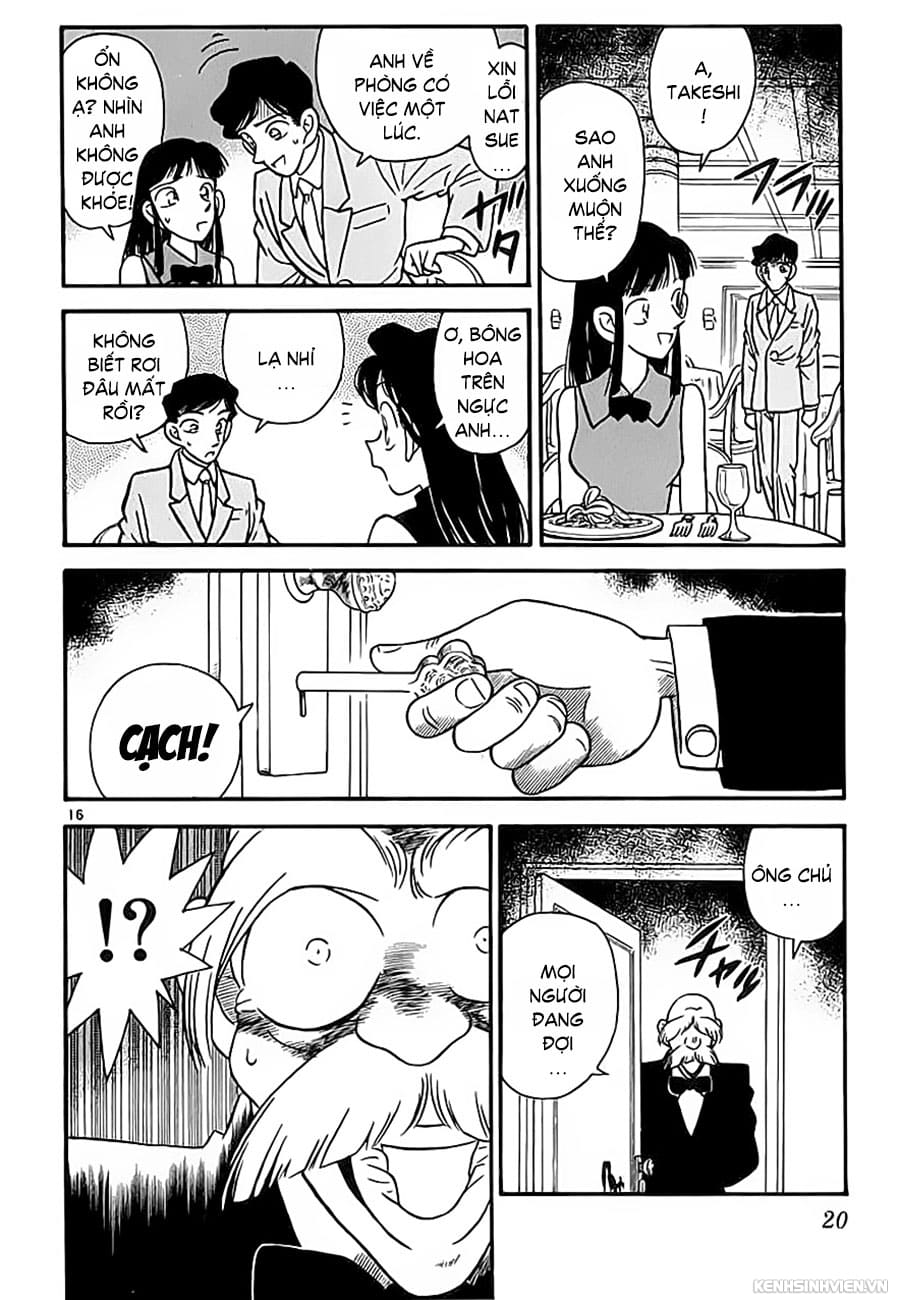 A,
TAKESHI
!
SAO
ANH
XUỐNG
MUỘN
THẾ?
XIN
LỖI
NAT
SUE
...
ANH VỀ
PHÒNG CÓ
VIỆC MỘT
LÚC.
ỔN
KHÔNG
Ạ? NHÌN
ANH
KHÔNG
ĐƯỢC
KHỎE!
Ơ, BÔNG
HOA
TRÊN
NGỰC
ANH...
LẠ NHỈ
...
KHÔNG
BIẾT RƠI
ĐÂU MẤT
RỒI?
CẠCH!
16
ÔNG CHỦ
...
MỌI
NGƯỜI
ĐANG
ĐỢI
...
!?
20
KENHSINHVIEN.VN